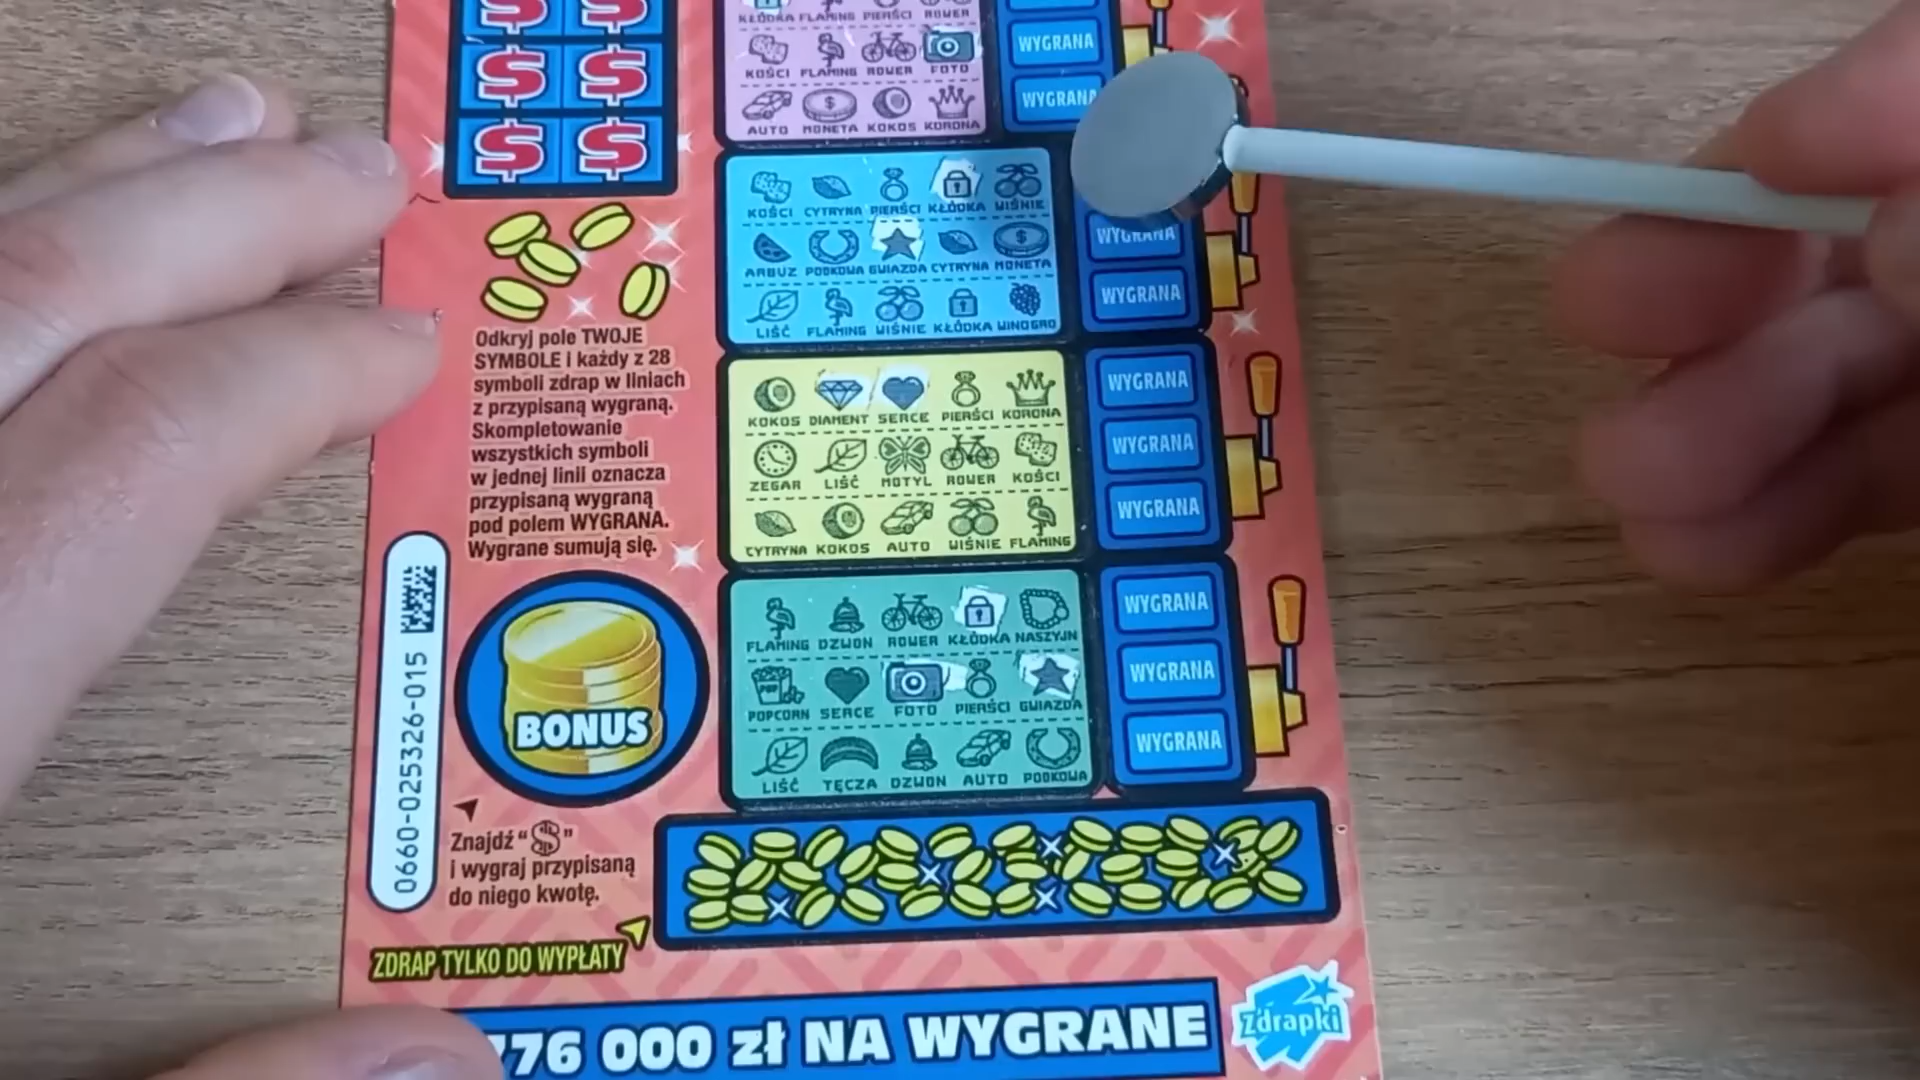 $ $
$ $
$ $
KŁÓDKA FLAMING PIERŚCI ROWER
KOŚCI FLAMING ROWER FOTO
AUTO MONETA KOKOS KORONA
WYGRANA
WYGRANA
KOŚCI CYTRYNA PIERŚCI KŁÓDKA WIŚNIE
ARBUZ PODKOWA GWIAZDA CYTRYNA MONETA
LIŚĆ FLAMING WIŚNIE KŁÓDKA WINOGRO
WYGRANA
WYGRANA
KOKOS DIAMENT SERCE PIERŚCI KORONA
ZEGAR LIŚĆ MOTYL ROWER KOŚCI
CYTRYNA KOKOS AUTO WIŚNIE FLAMING
WYGRANA
WYGRANA
WYGRANA
FLAMING DZWON ROWER KŁÓDKA NASZYJN
POPCORN SERCE FOTO PIERŚCI GWIAZDA
LIŚĆ TĘCZA DZWON AUTO PODKOWA
WYGRANA
WYGRANA
WYGRANA
Odkryj pole TWOJE
SYMBOLE i każdy z 28
symboli zdrap w liniach
z przypisaną wygraną.
Skompletowanie
wszystkich symboli
w jednej linii oznacza
przypisaną wygraną
pod polem WYGRANA.
Wygrane sumują się.
0660-025326-015
BONUS
Znajdź "$"
i wygraj przypisaną
do niego kwotę.
ZDRAP TYLKO DO WYPŁATY
776 000 zł NA WYGRANE
Zdrapki